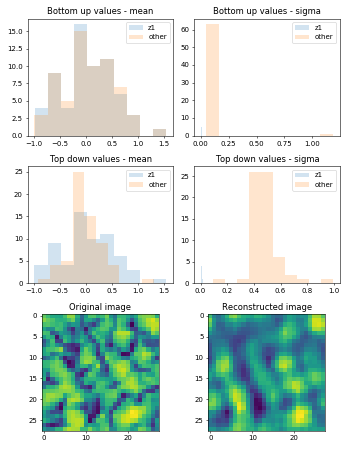 Bottom up values - mean
Bottom up values - sigma
z1
other
z1
other
17.5
15.0
12.5
10.0
7.5
5.0
2.5
0.0
60
50
40
30
20
10
0
-1.0 -0.5 0.0 0.5 1.0 1.5
0.00 0.25 0.50 0.75 1.00
Top down values - mean
Top down values - sigma
z1
other
z1
other
25
20
15
10
5
0
25
20
15
10
5
0
-1.0 -0.5 0.0 0.5 1.0 1.5
0.0 0.2 0.4 0.6 0.8 1.0
Original image
Reconstructed image
0
5
10
15
20
25
0
5
10
15
20
25
0 10 20
0 10 20